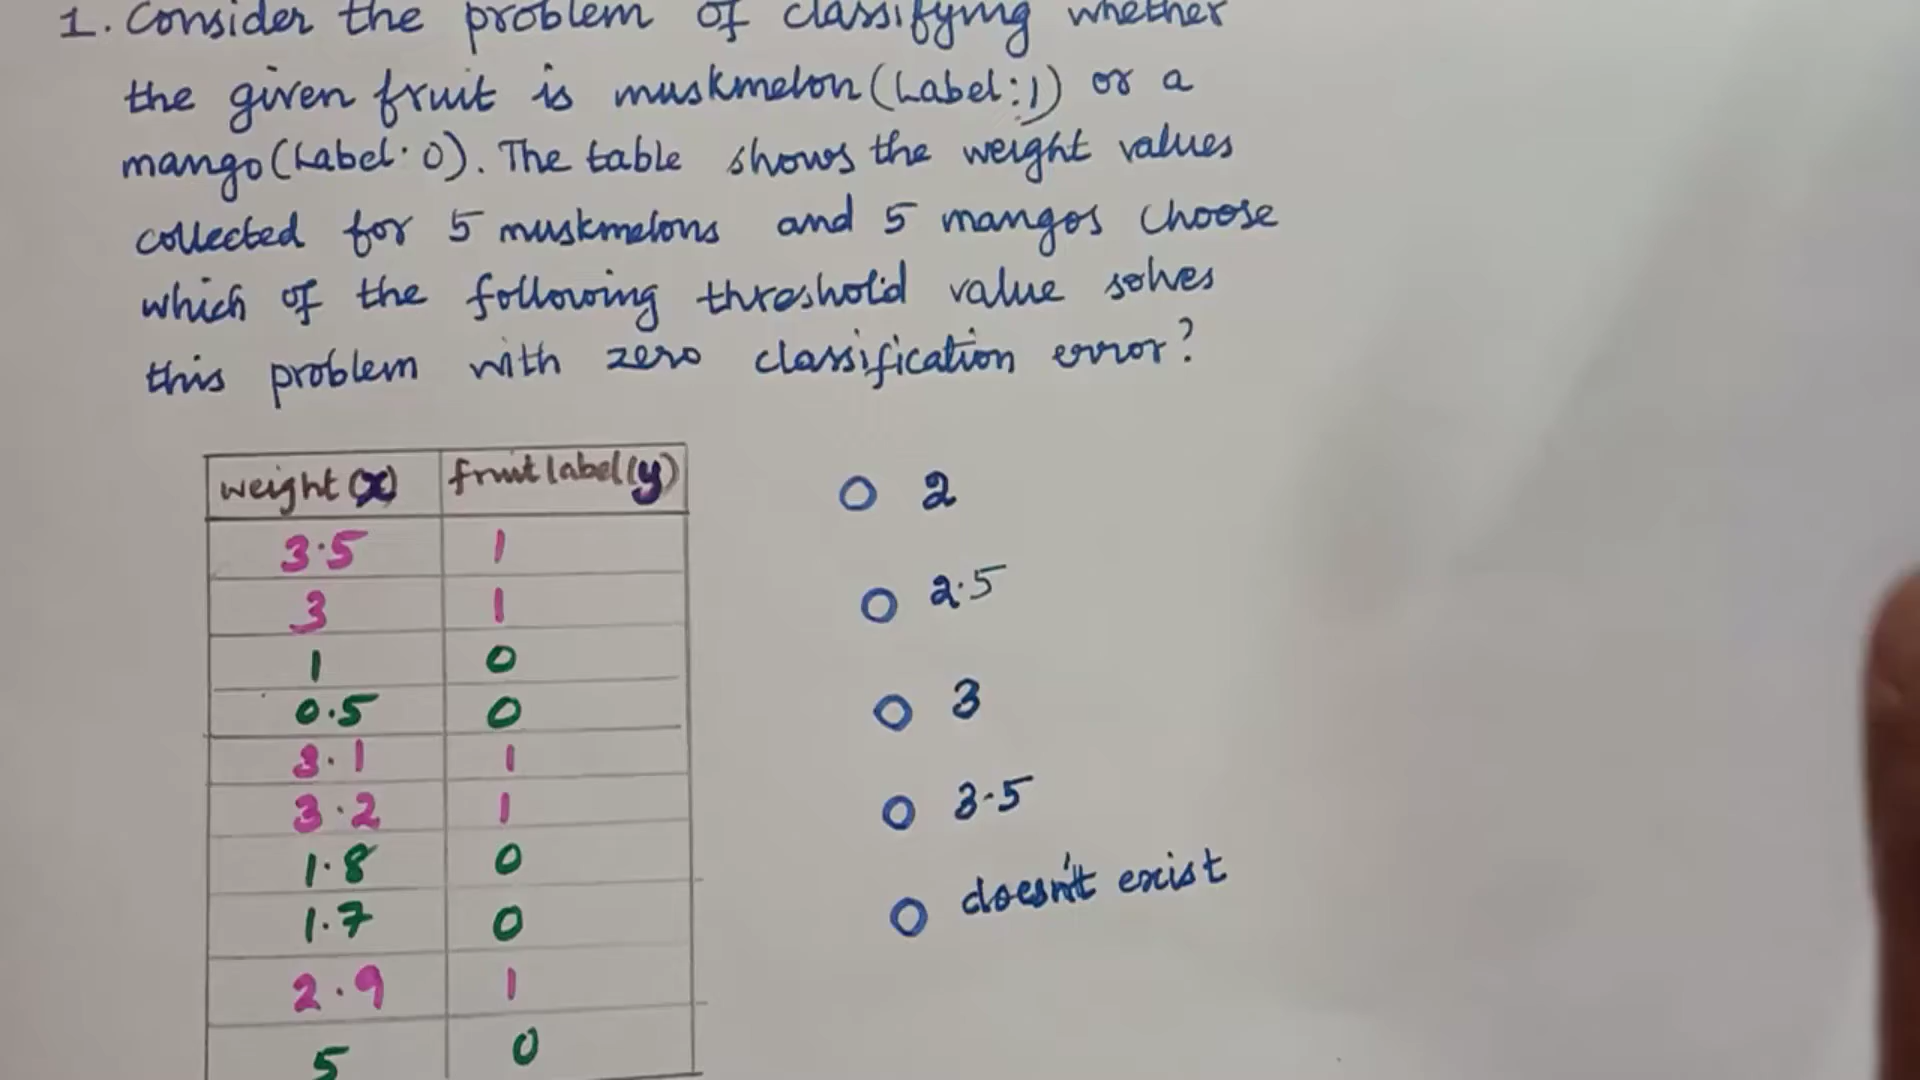 1. Consider the problem of classifying whether
the given fruit is muskmelon (Label:1) or a
mango (Label. 0). The table shows the weight values
collected for 5 muskmelons and 5 mangos choose
which of the following threshold value solves
this problem with zero classification error?
weight (x) fruit label (y)
3.5 1
3 1
1 0
0.5 0
3.1 1
3.2 1
1.8 0
1.7 0
2.9 1
5 0
2
2.5
3
3.5
doesn't exist